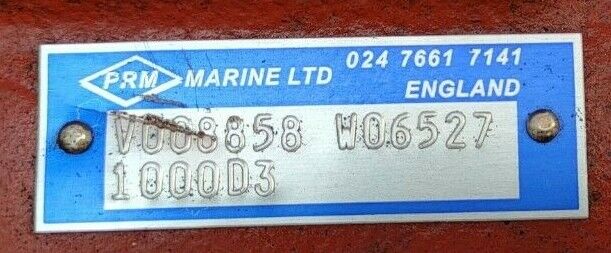 PRM MARINE LTD 024 7661 7141
ENGLAND
V008858 W06527
1000D3